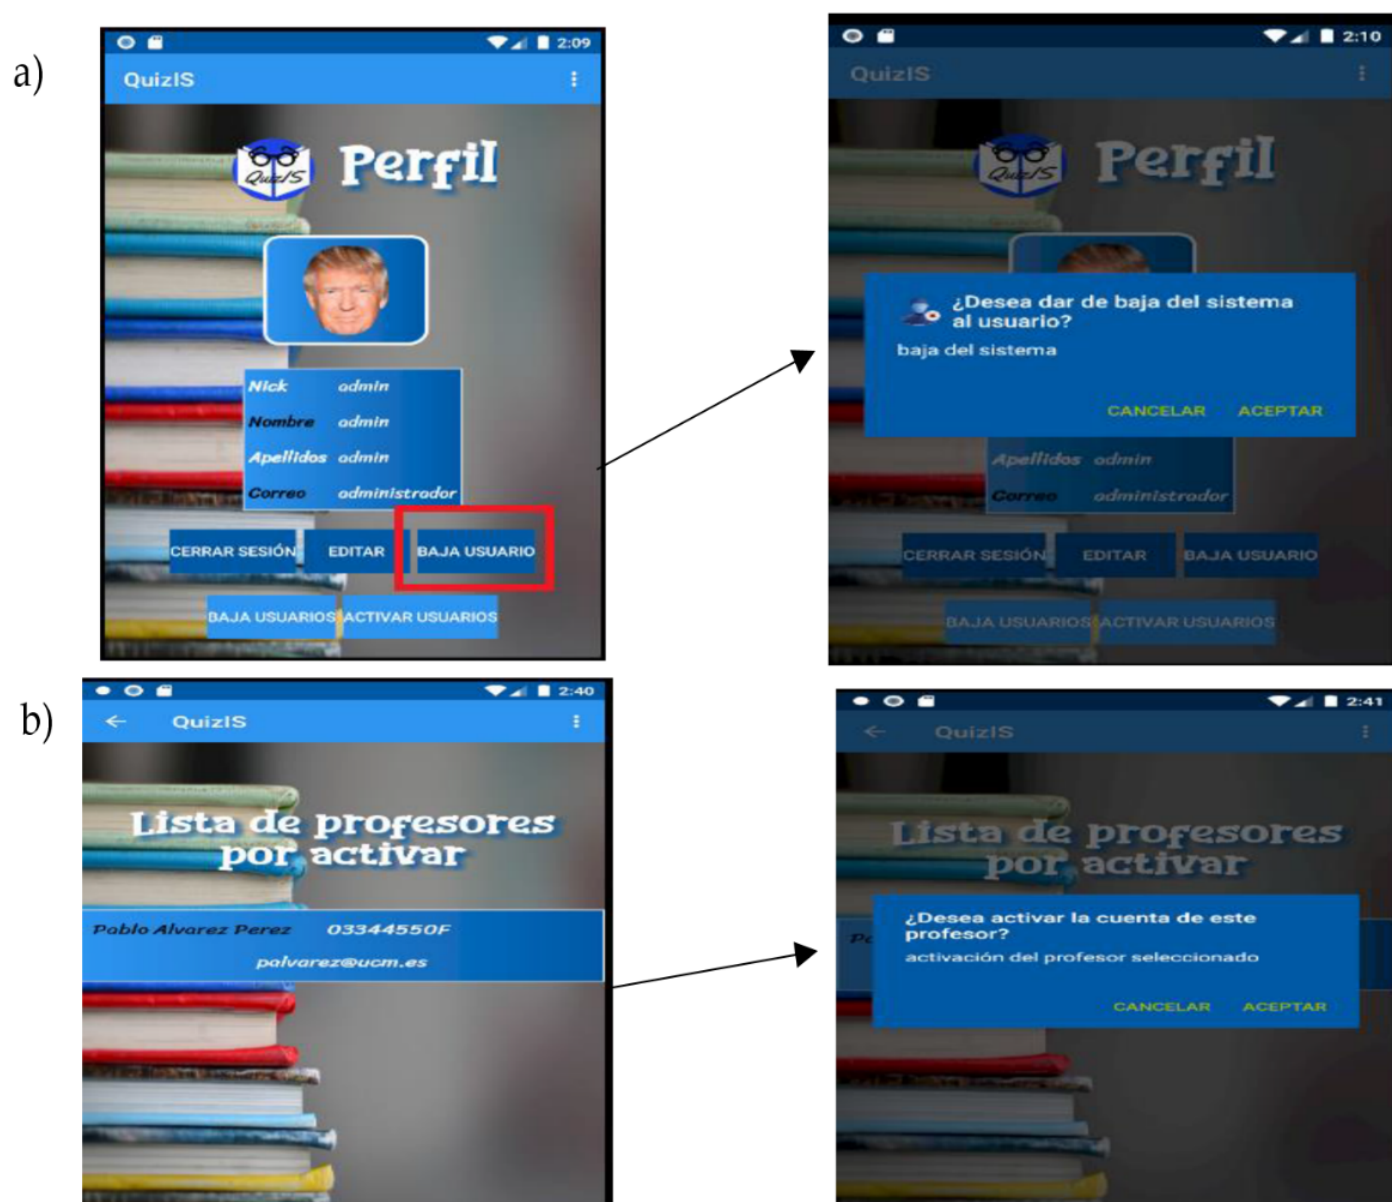 a)
2:09
QuizIS
QuizIS
Perfil
Nick admin
Nombre admin
Apellidos admin
Correo administrador
CERRAR SESIÓN EDITAR BAJA USUARIO
BAJA USUARIOS ACTIVAR USUARIOS
2:10
QuizIS
QuizIS
Perfil
¿Desea dar de baja del sistema
al usuario?
baja del sistema
CANCELAR ACEPTAR
Apellidos admin
Correo administrador
CERRAR SESIÓN EDITAR BAJA USUARIO
BAJA USUARIOS ACTIVAR USUARIOS
b)
2:40
QuizIS
Lista de profesores
por activar
Pablo Alvarez Perez 03344550F
palvarez@ucm.es
2:41
QuizIS
Lista de profesores
por activar
¿Desea activar la cuenta de este
profesor?
activación del profesor seleccionado
CANCELAR ACEPTAR